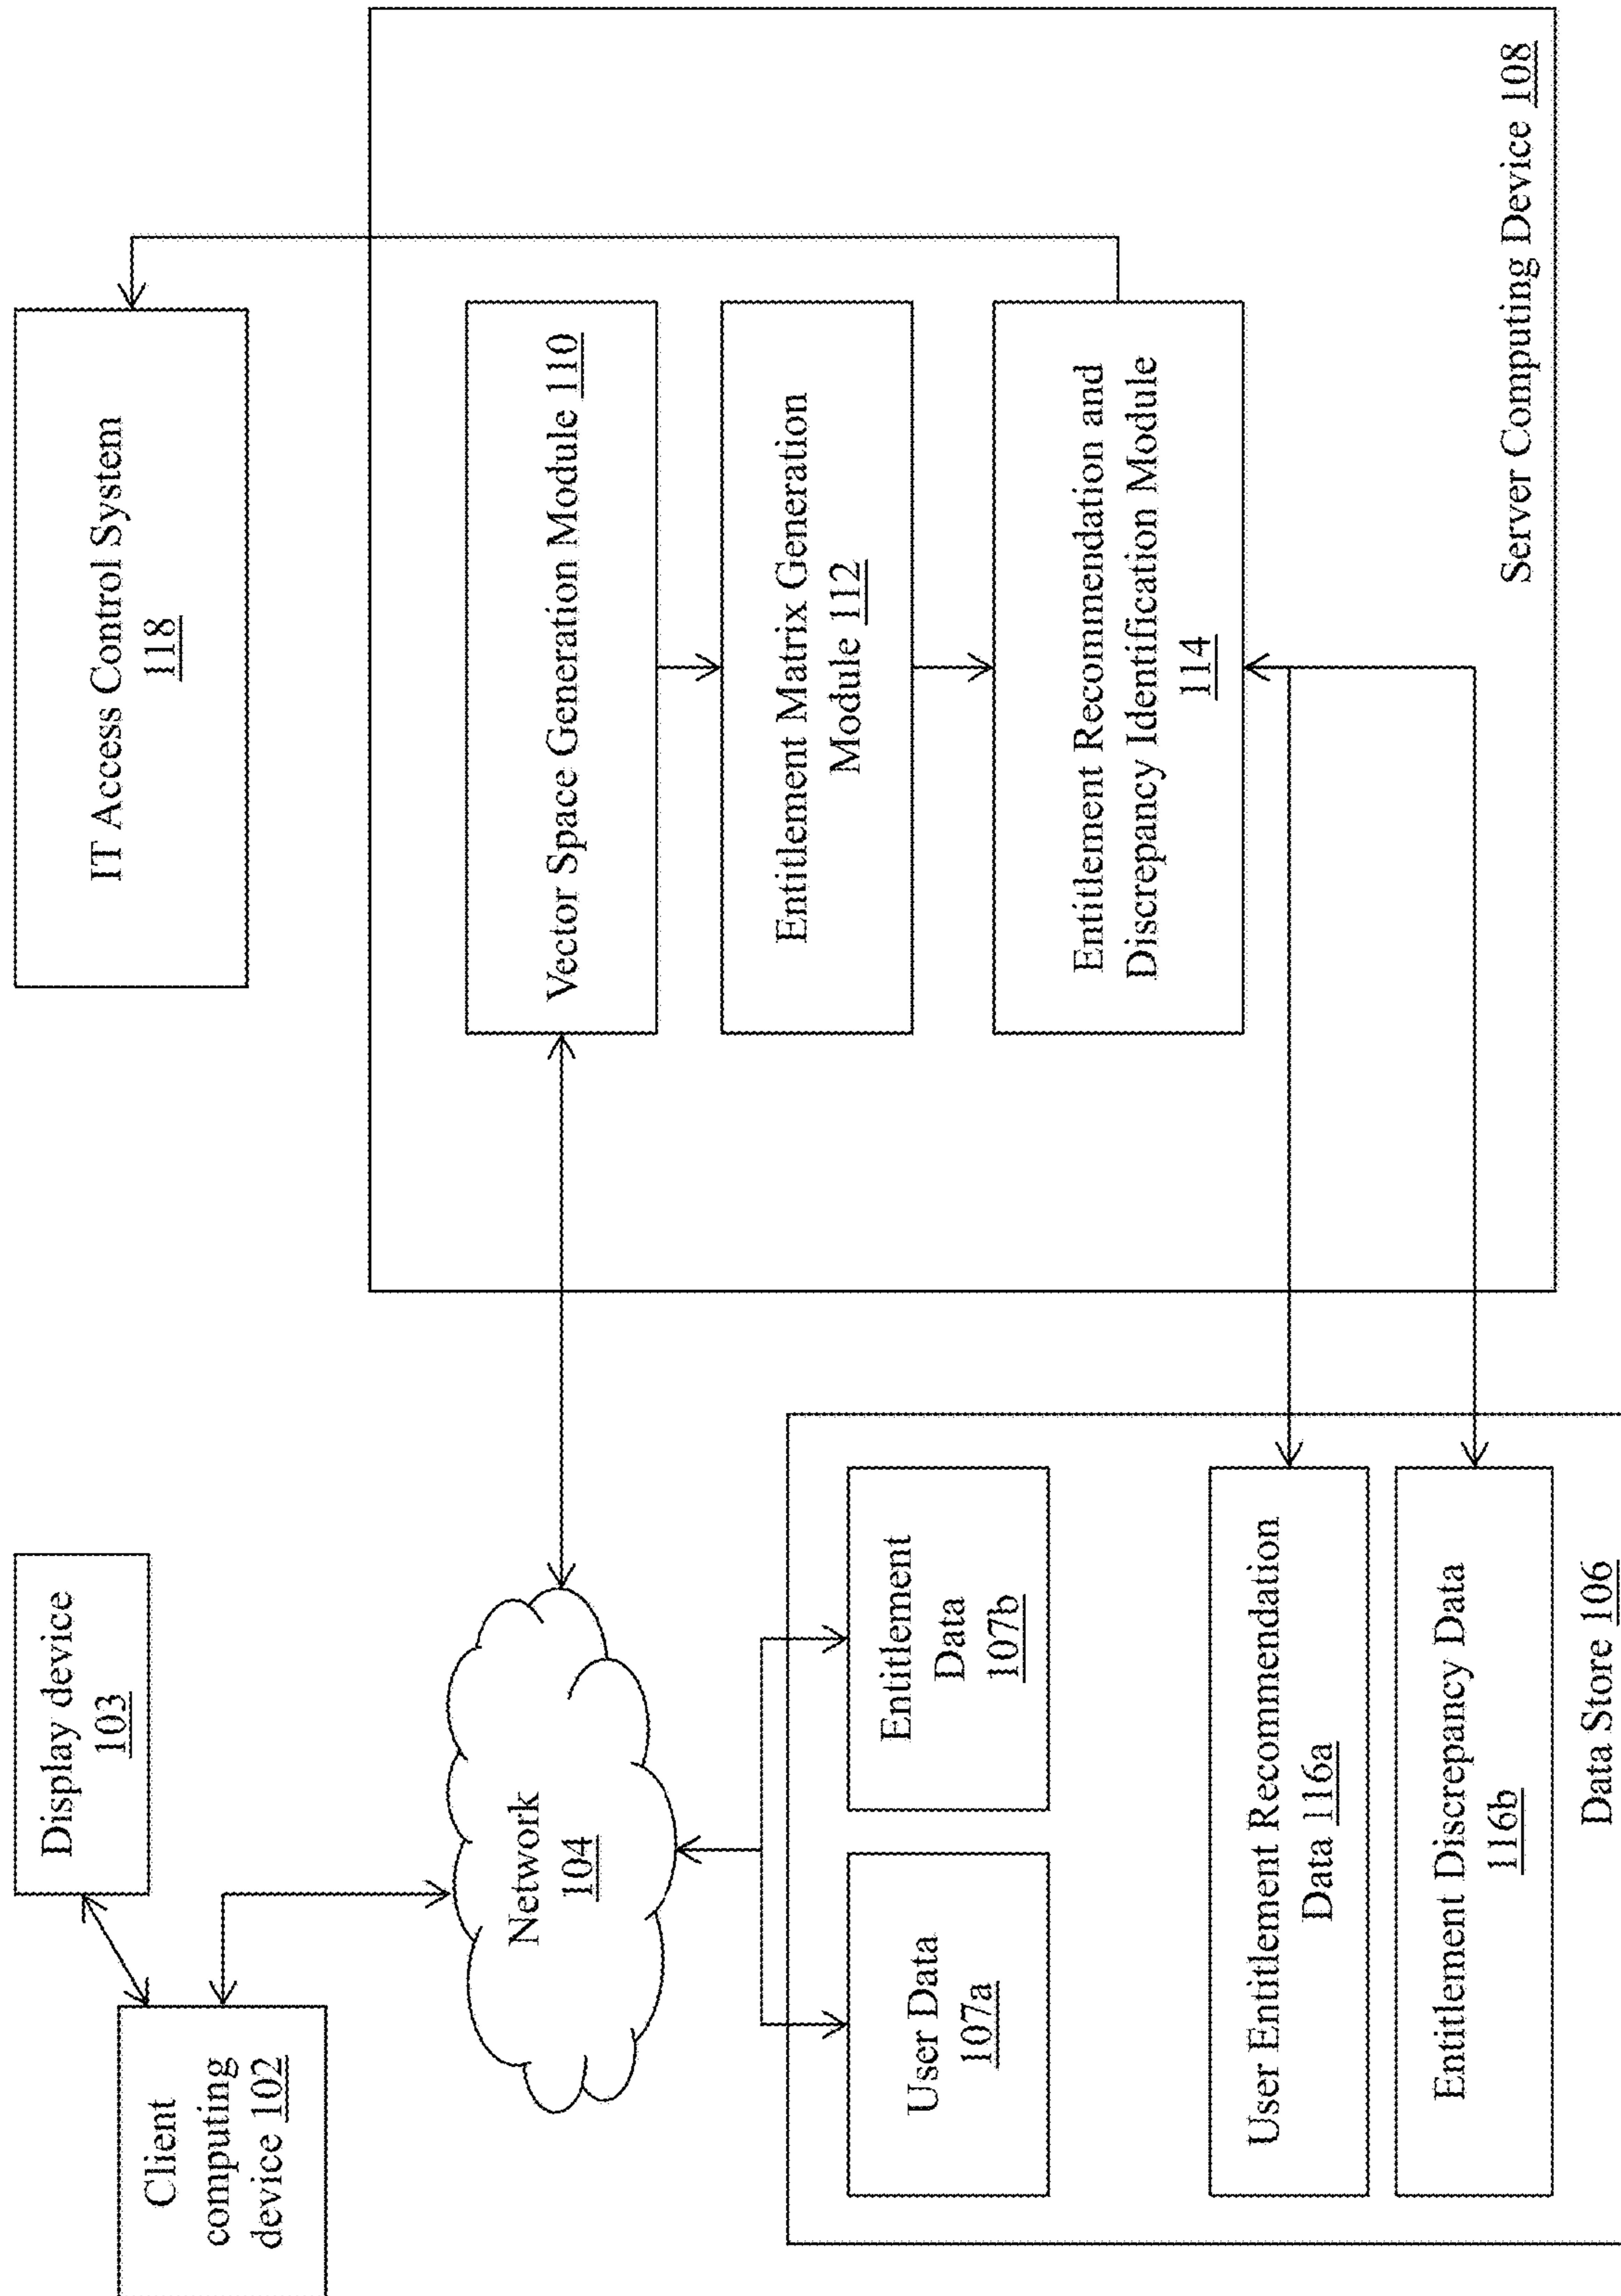 Client
computing
device 102
Display device
103
IT Access Control System
118
Network
104
Vector Space Generation Module 110
Entitlement Matrix Generation
Module 112
Entitlement Recommendation and
Discrepancy Identification Module
114
Server Computing Device 108
User Data
107a
Entitlement
Data
107b
User Entitlement Recommendation
Data 116a
Entitlement Discrepancy Data
116b
Data Store 106